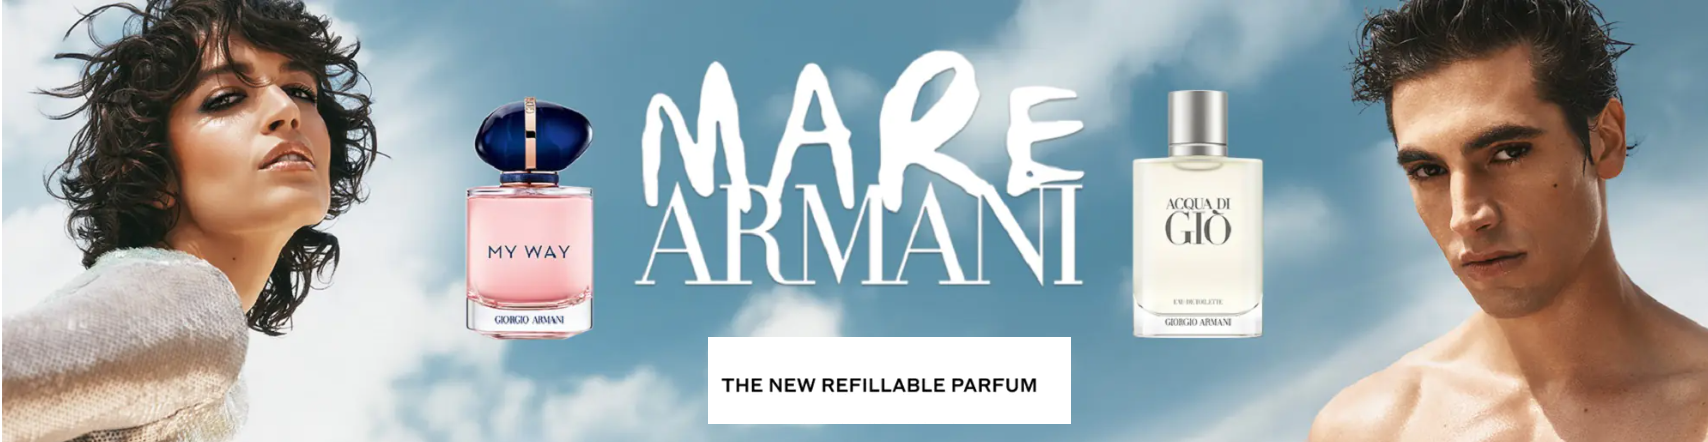 MARE
ARMANI
MY WAY
GIORGIO ARMANI
ACQUA DI
GIÒ
EAU DE TOILETTE
GIORGIO ARMANI
THE NEW REFILLABLE PARFUM